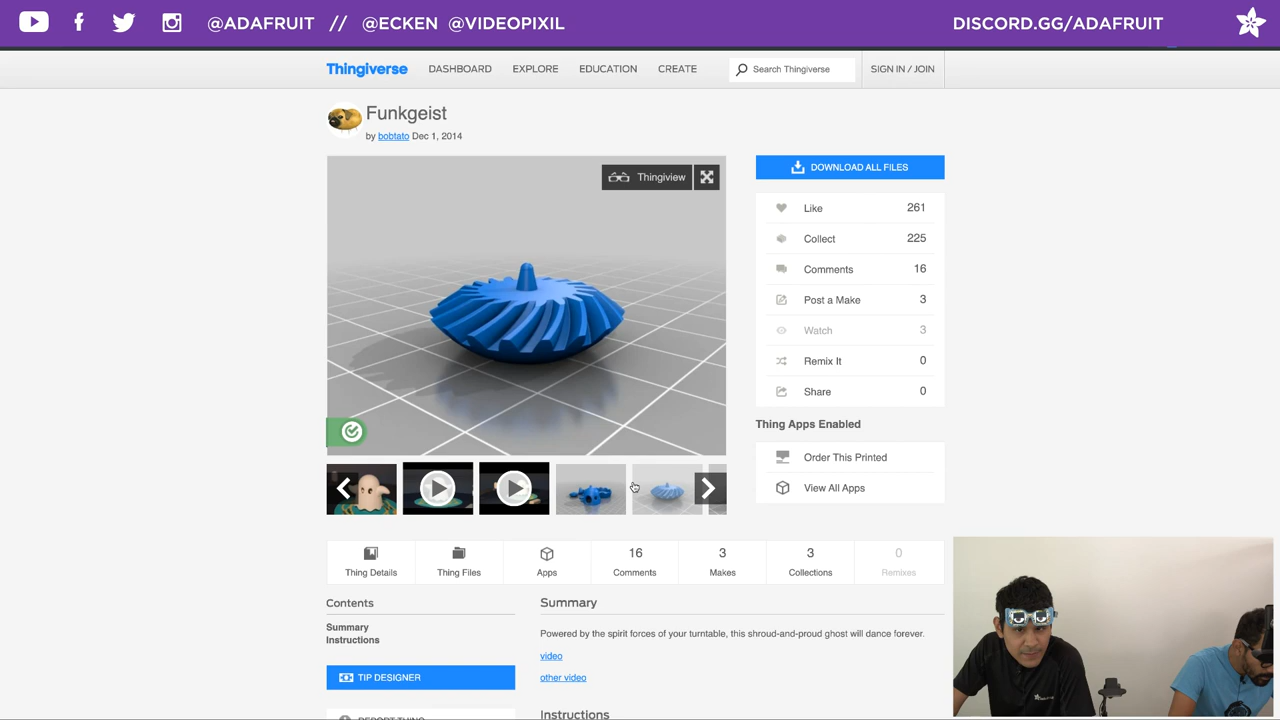 @ADAFRUIT // @ECKEN @VIDEOPIXIL
DISCORD.GG/ADAFRUIT
Thingiverse
DASHBOARD
EXPLORE
EDUCATION
CREATE
Search Thingiverse
SIGN IN / JOIN
Funkgeist
by bobtato Dec 1, 2014
Thingiview
DOWNLOAD ALL FILES
Like 261
Collect 225
Comments 16
Post a Make 3
Watch 3
Remix It 0
Share 0
Thing Apps Enabled
Order This Printed
View All Apps
Thing Details
Thing Files
Apps
16 Comments
3 Makes
3 Collections
0 Remixes
Contents
Summary
Instructions
TIP DESIGNER
REPORT THING
Summary
Powered by the spirit forces of your turntable, this shroud-and-proud ghost will dance forever.
video
other video
Instructions